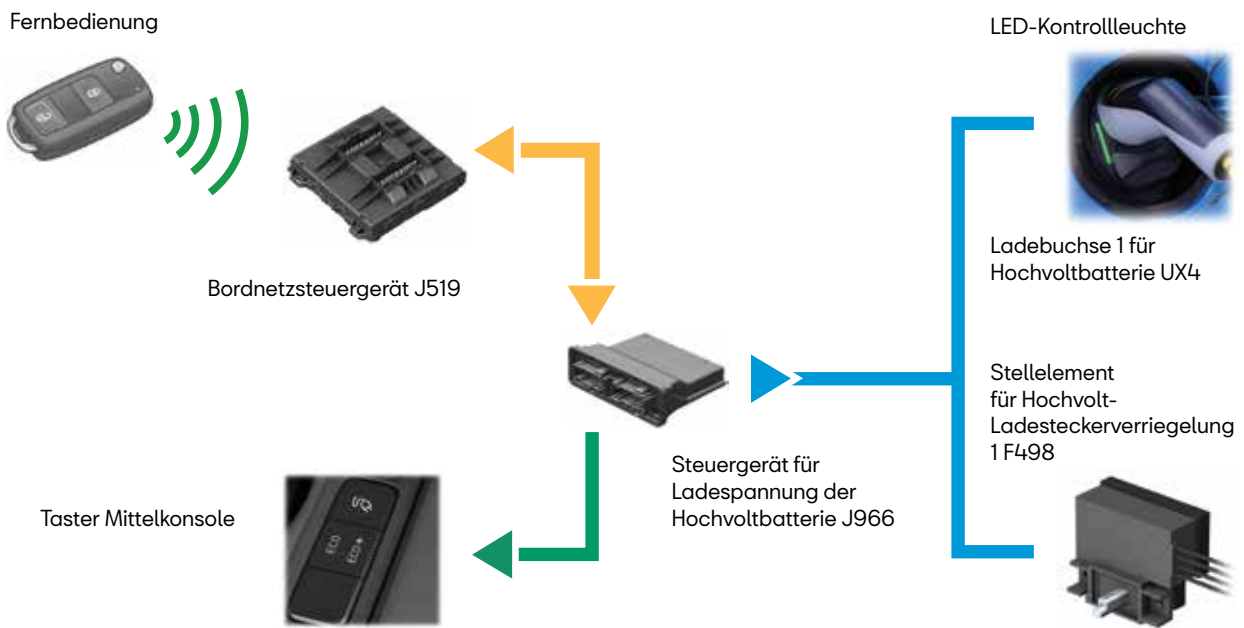 Fernbedienung
LED-Kontrollleuchte
Bordnetzsteuergerät J519
Ladebuchse 1 für
Hochvoltbatterie UX4
Stellelement
für Hochvolt-
Ladesteckerverriegelung
1 F498
Steuergerät für
Ladespannung der
Hochvoltbatterie J966
Taster Mittelkonsole
ECO
ECO+